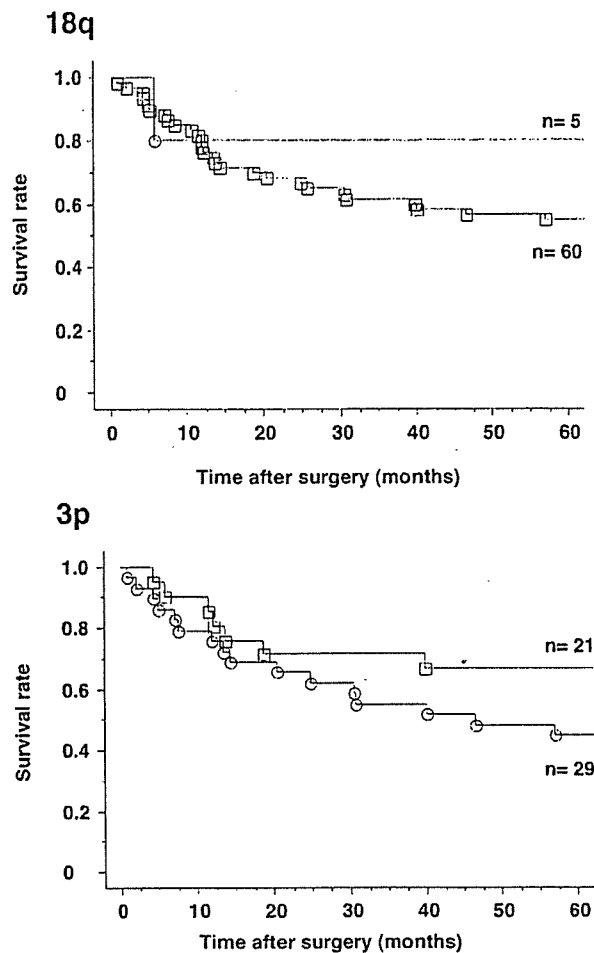 18q
1.0
0.8
0.6
0.4
0.2
0
Survival rate
n= 5
n= 60
0 10 20 30 40 50 60
Time after surgery (months)
3p
1.0
0.8
0.6
0.4
0.2
0
Survival rate
n= 21
n= 29
0 10 20 30 40 50 60
Time after surgery (months)